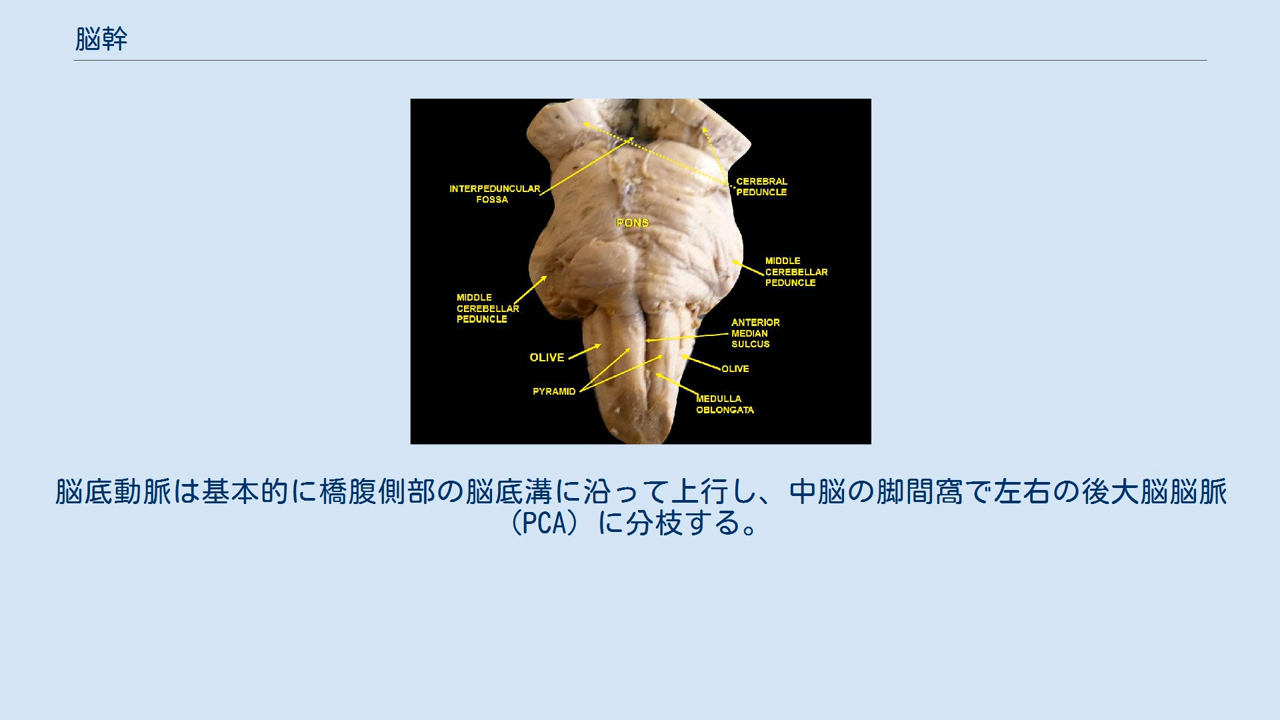 脳幹
INTERPEDUNCULAR
FOSSA
CEREBRAL
PEDUNCLE
PONS
MIDDLE
CEREBELLAR
PEDUNCLE
MIDDLE
CEREBELLAR
PEDUNCLE
ANTERIOR
MEDIAN
SULCUS
OLIVE
OLIVE
PYRAMID
MEDULLA
OBLONGATA
脳底動脈は基本的に橋腹側部の脳底溝に沿って上行し、中脳の脚間窩で左右の後大脳脳脈
（PCA）に分枝する。